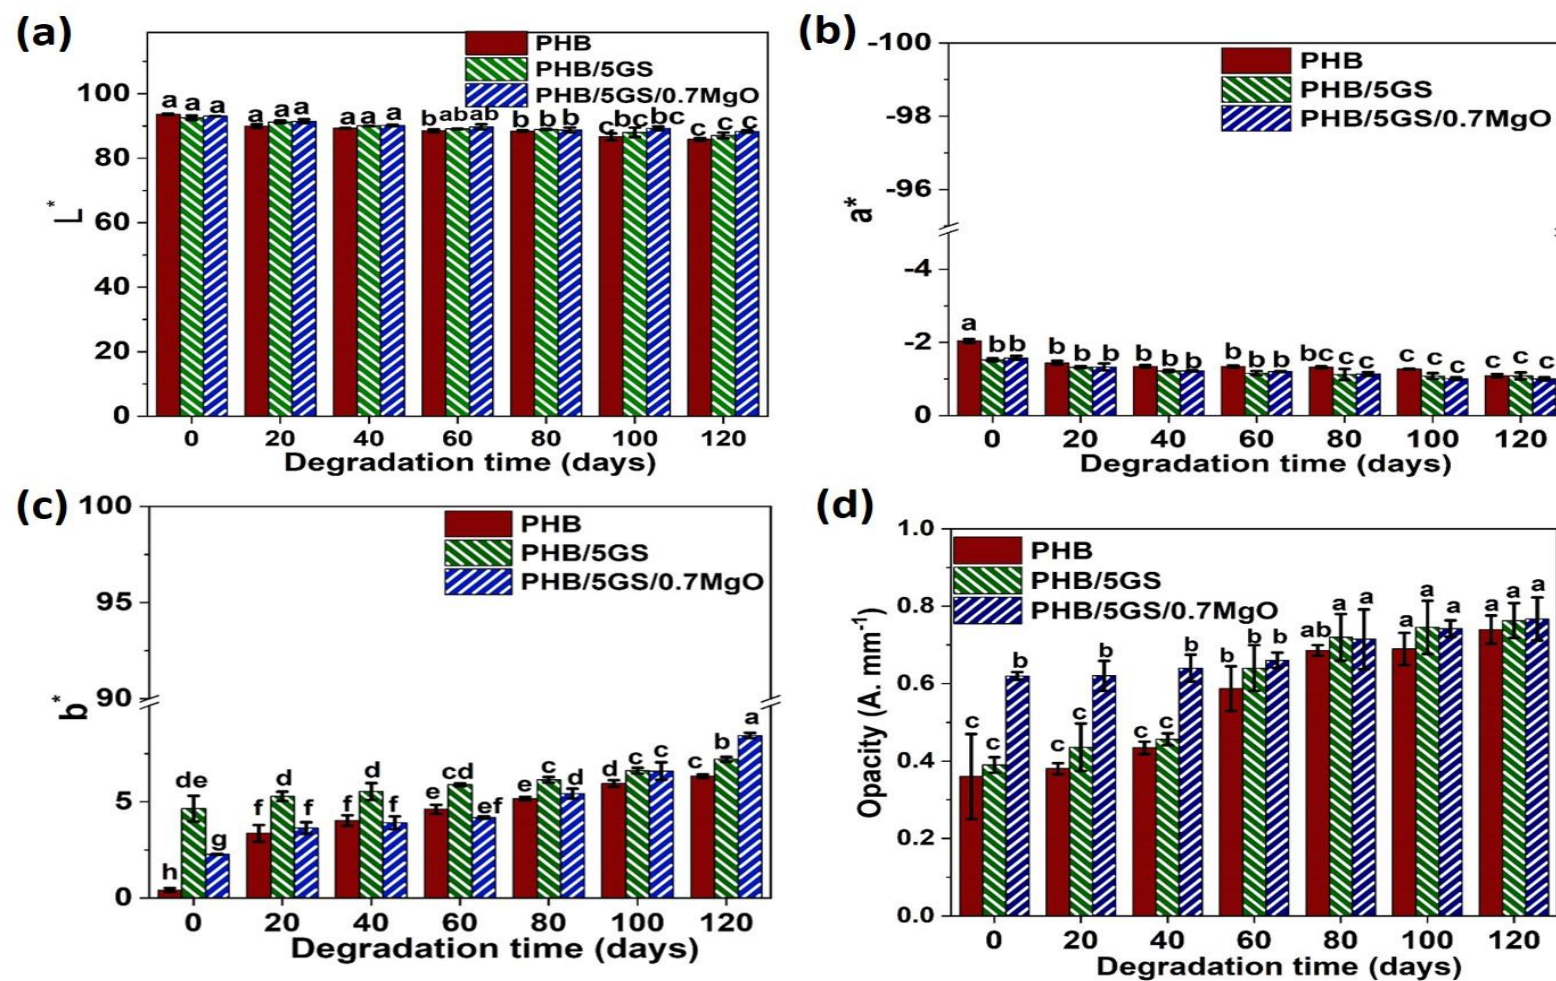 (a)
PHB
PHB/5GS
PHB/5GS/0.7MgO
100
80
60
40
20
0
L*
a a a a a a a a a b ab ab b b b c bc bc c c c
0 20 40 60 80 100 120
Degradation time (days)
(b)
PHB
PHB/5GS
PHB/5GS/0.7MgO
-100
-98
-96
-4
-2
0
a*
a b b b b b b b b b b b bc c c c c c c c c
0 20 40 60 80 100 120
Degradation time (days)
(c)
PHB
PHB/5GS
PHB/5GS/0.7MgO
100
95
90
5
0
b*
h de g f d f f d f e cd ef e c d d c c c b a
0 20 40 60 80 100 120
Degradation time (days)
(d)
PHB
PHB/5GS
PHB/5GS/0.7MgO
1.0
0.8
0.6
0.4
0.2
0.0
Opacity (A. mm-1)
c c b c c b c c b b b b ab a a a a a a a a
0 20 40 60 80 100 120
Degradation time (days)